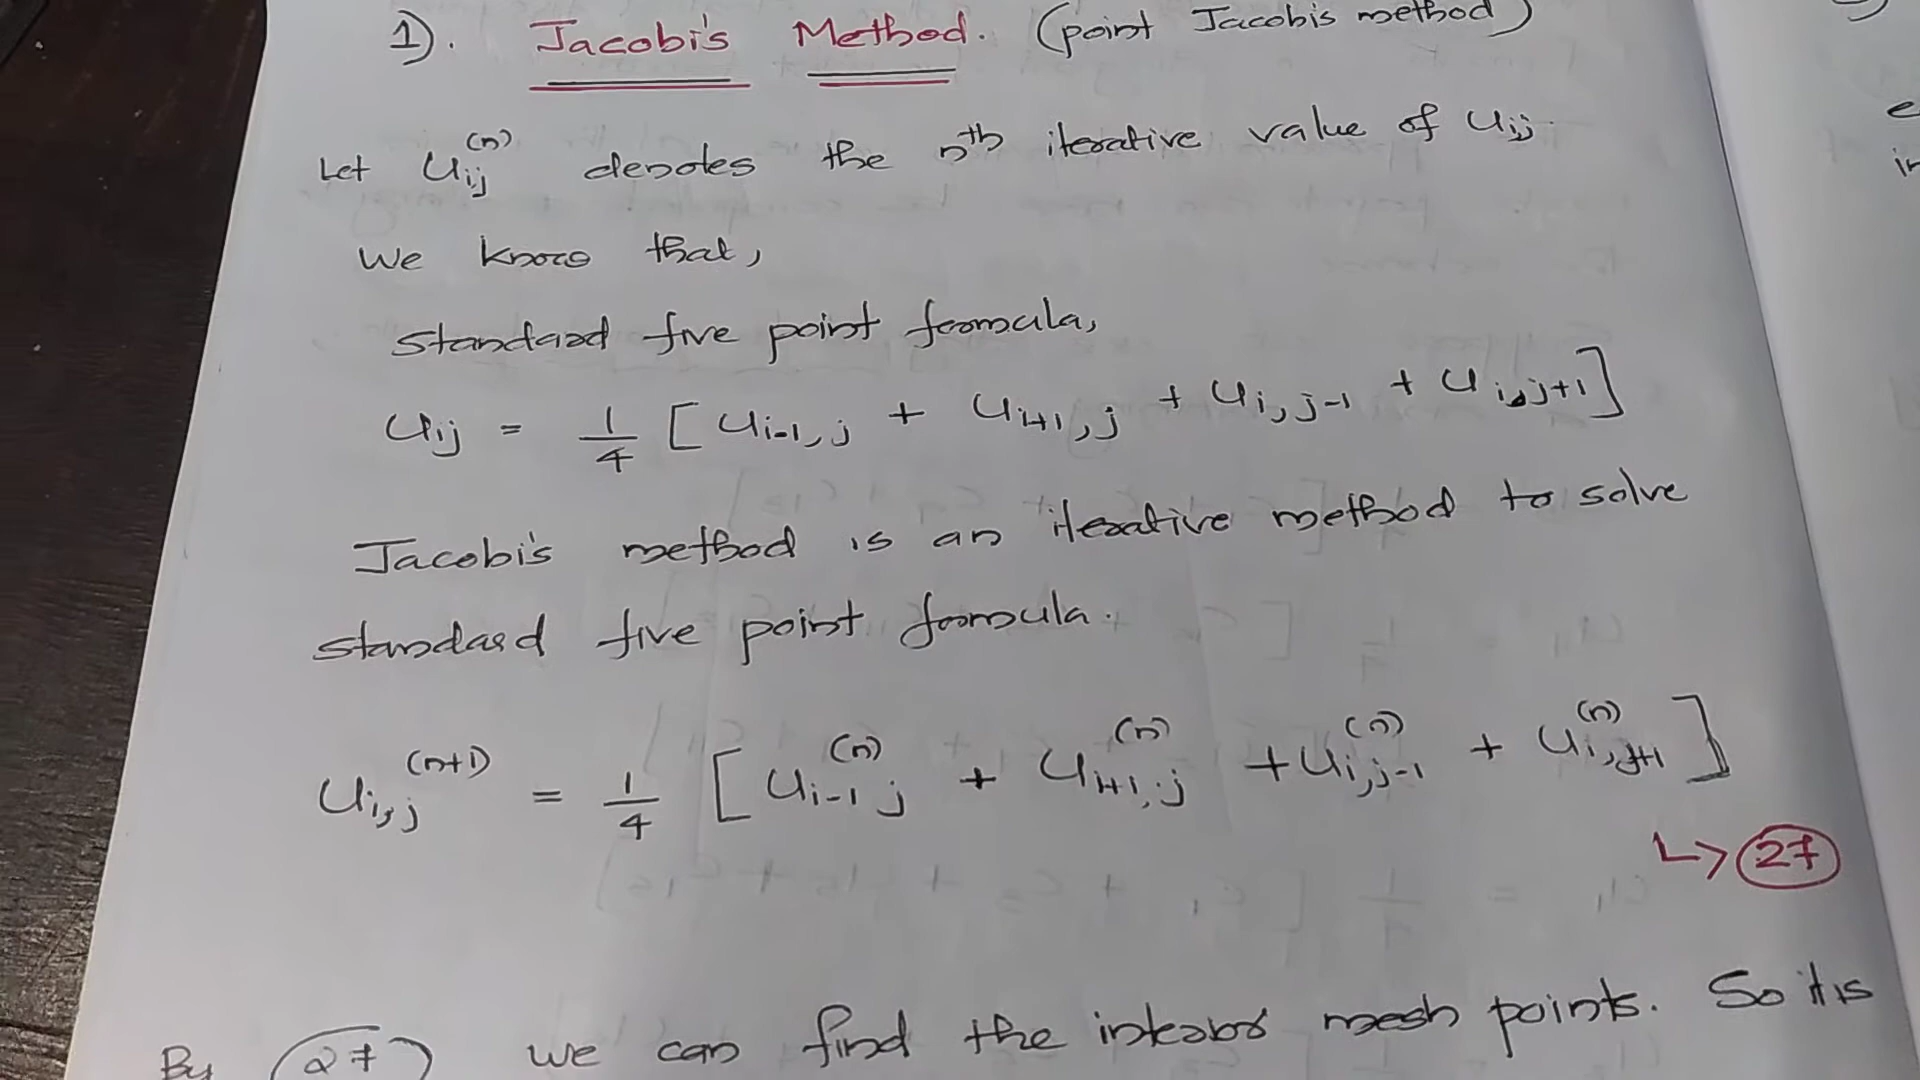 1). Jacobi's Method. (point Jacobi's method)
Let u_{ij}^{(n)} denotes the n^{th} iterative value of u_{i,j}.
We know that,
Standard five point formula,
u_{ij} = 1/4 [u_{i-1,j} + u_{i+1,j} + u_{i,j-1} + u_{i,j+1}]
Jacobi's method is an iterative method to solve
standard five point formula.
u_{i,j}^{(n+1)} = 1/4 [u_{i-1,j}^{(n)} + u_{i+1,j}^{(n)} + u_{i,j-1}^{(n)} + u_{i,j+1}^{(n)}]
↳ 27
By 27 we can find the interior mesh points. So it is